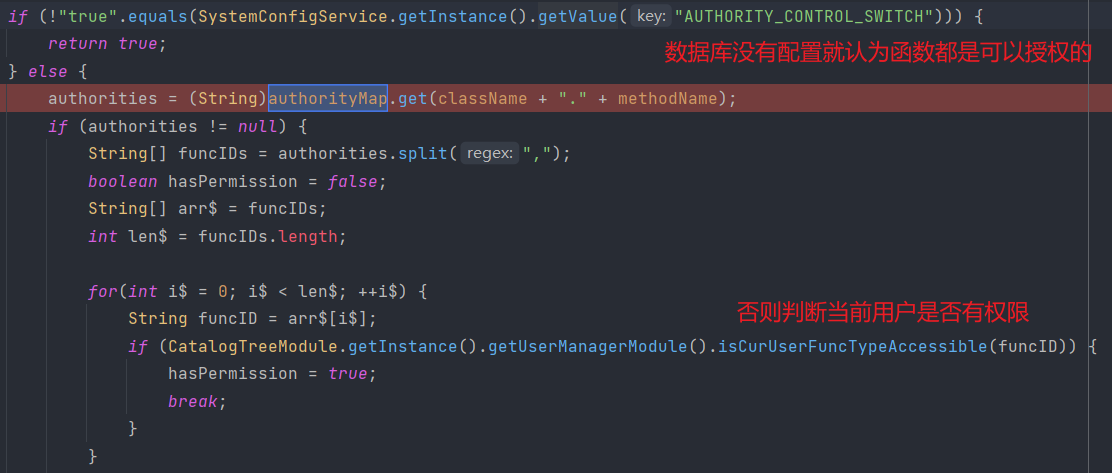 if (!"true".equals(SystemConfigService.getInstance().getValue( key: "AUTHORITY_CONTROL_SWITCH"))) {
return true;
数据库没有配置就认为函数都是可以授权的
} else {
authorities = (String)authorityMap.get(className + "." + methodName);
if (authorities != null) {
String[] funcIDs = authorities.split( regex: ",");
boolean hasPermission = false;
String[] arr$ = funcIDs;
int len$ = funcIDs.length;
for(int i$ = 0; i$ < len$; ++i$) {
否则判断当前用户是否有权限
String funcID = arr$[i$];
if (CatalogTreeModule.getInstance().getUserManagerModule().isCurUserFuncTypeAccessible(funcID)) {
hasPermission = true;
break;
}
}